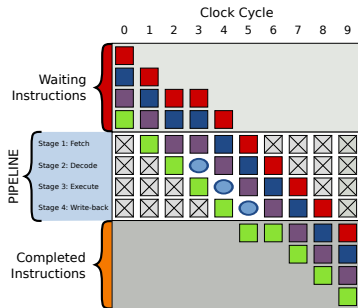 Clock Cycle
0 1 2 3 4 5 6 7 8 9
Waiting
Instructions
PIPELINE
Stage 1: Fetch
Stage 2: Decode
Stage 3: Execute
Stage 4: Write-back
Completed
Instructions